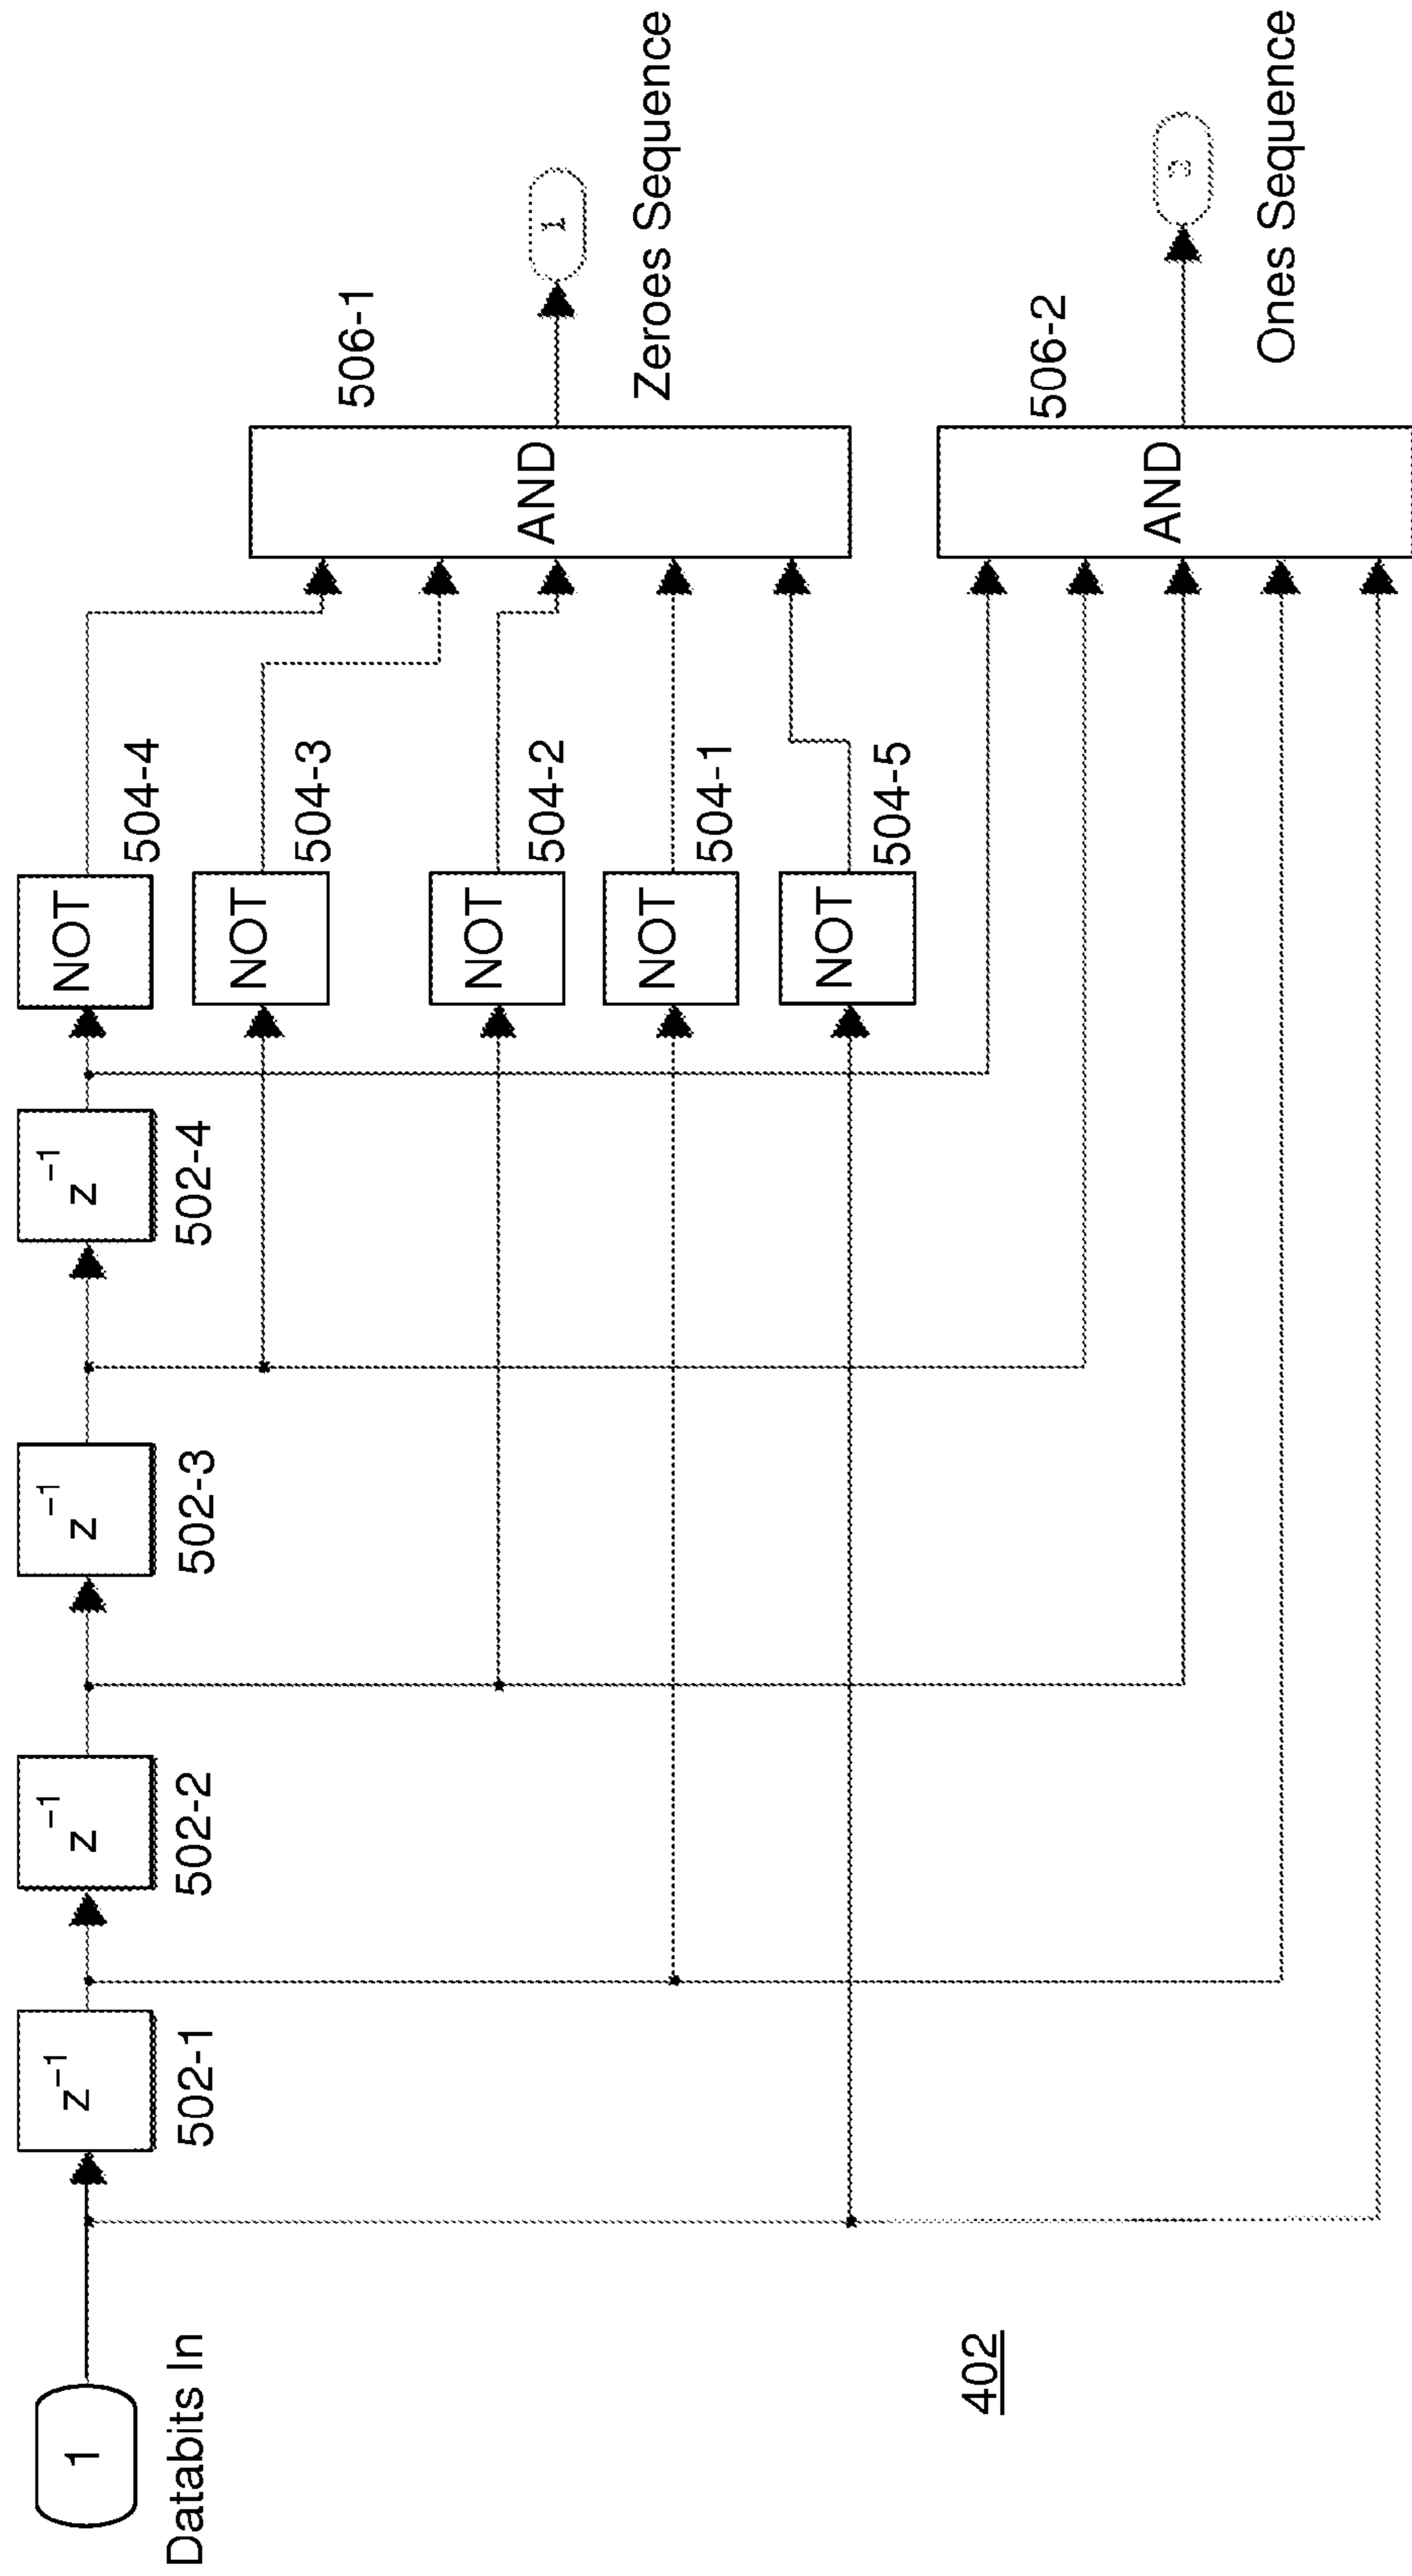 1
Databits In
z⁻¹
502-1
z⁻¹
502-2
z⁻¹
502-3
z⁻¹
502-4
NOT
504-4
NOT
504-3
NOT
504-2
NOT
504-1
NOT
504-5
AND
506-1
1
Zeroes Sequence
AND
506-2
Ones Sequence
402